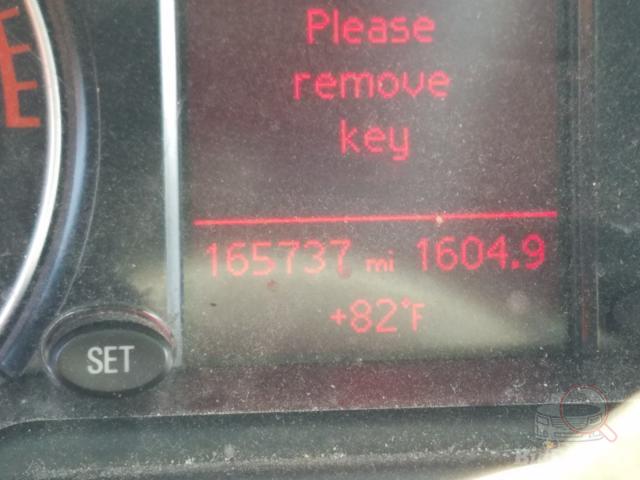 Please
remove
key
165737 mi 1604.9
+82°F
SET